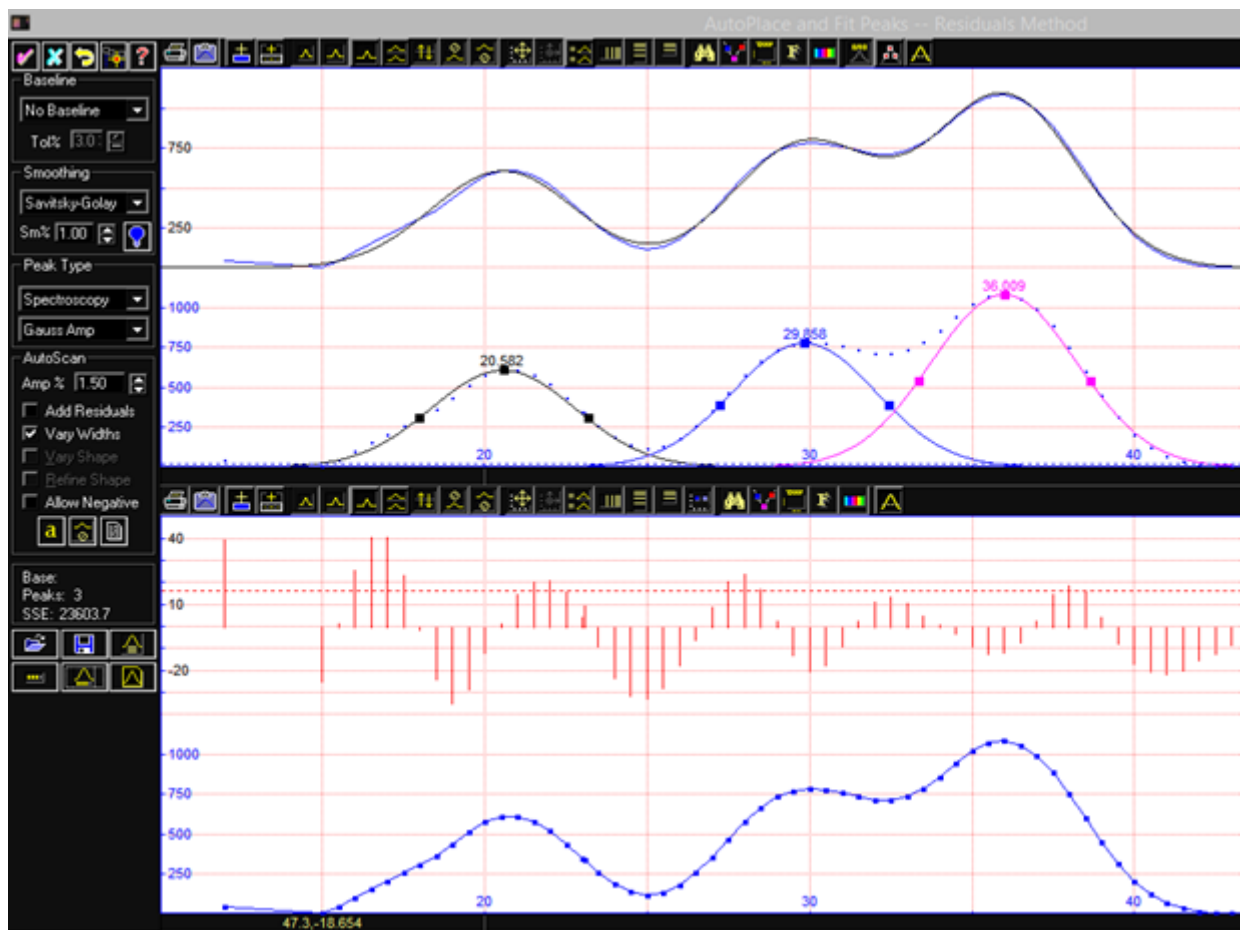 AutoPlace and Fit Peaks -- Residuals Method
Baseline
No Baseline
Tol% 3.0
Smoothing
Savitsky-Golay
Sm% 1.00
Peak Type
Spectroscopy
Gauss Amp
AutoScan
Amp % 1.50
Add Residuals
Vary Widths
Vary Shape
Refine Shape
Allow Negative
a
Base:
Peaks: 3
SSE: 23603.7
750
250
1000
750
500
250
20.582
29.858
36.009
20
30
40
40
10
-20
1000
750
500
250
20
30
40
47.3,-18.654